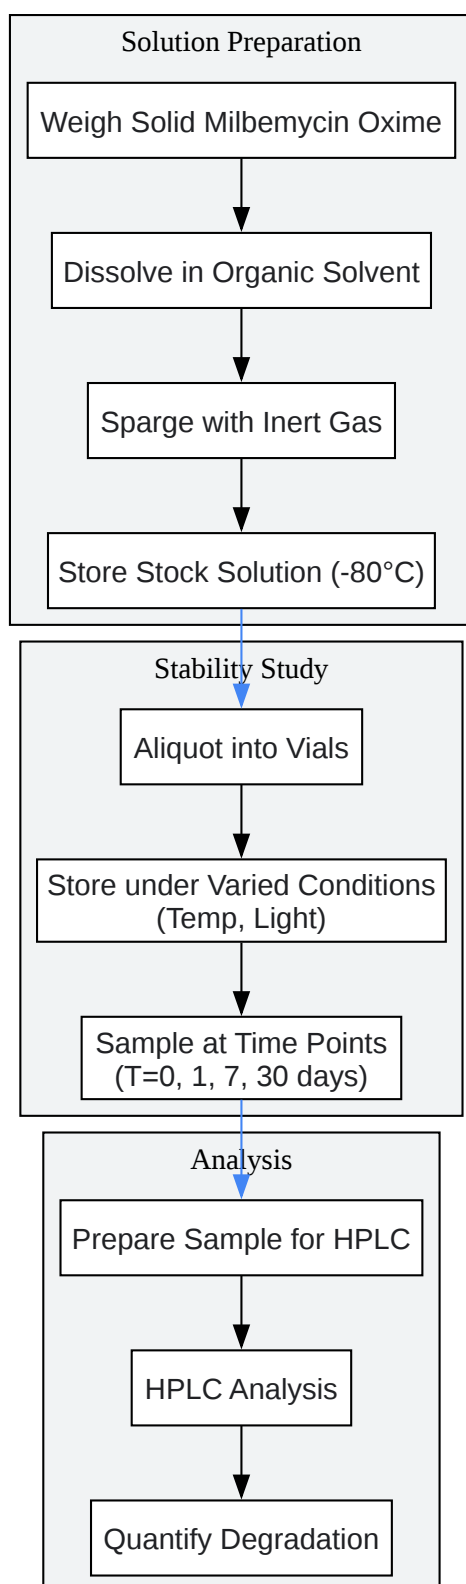 Solution Preparation
Weigh Solid Milbemycin Oxime
Dissolve in Organic Solvent
Sparge with Inert Gas
Store Stock Solution (-80°C)
Stability Study
Aliquot into Vials
Store under Varied Conditions
(Temp, Light)
Sample at Time Points
(T=0, 1, 7, 30 days)
Analysis
Prepare Sample for HPLC
HPLC Analysis
Quantify Degradation